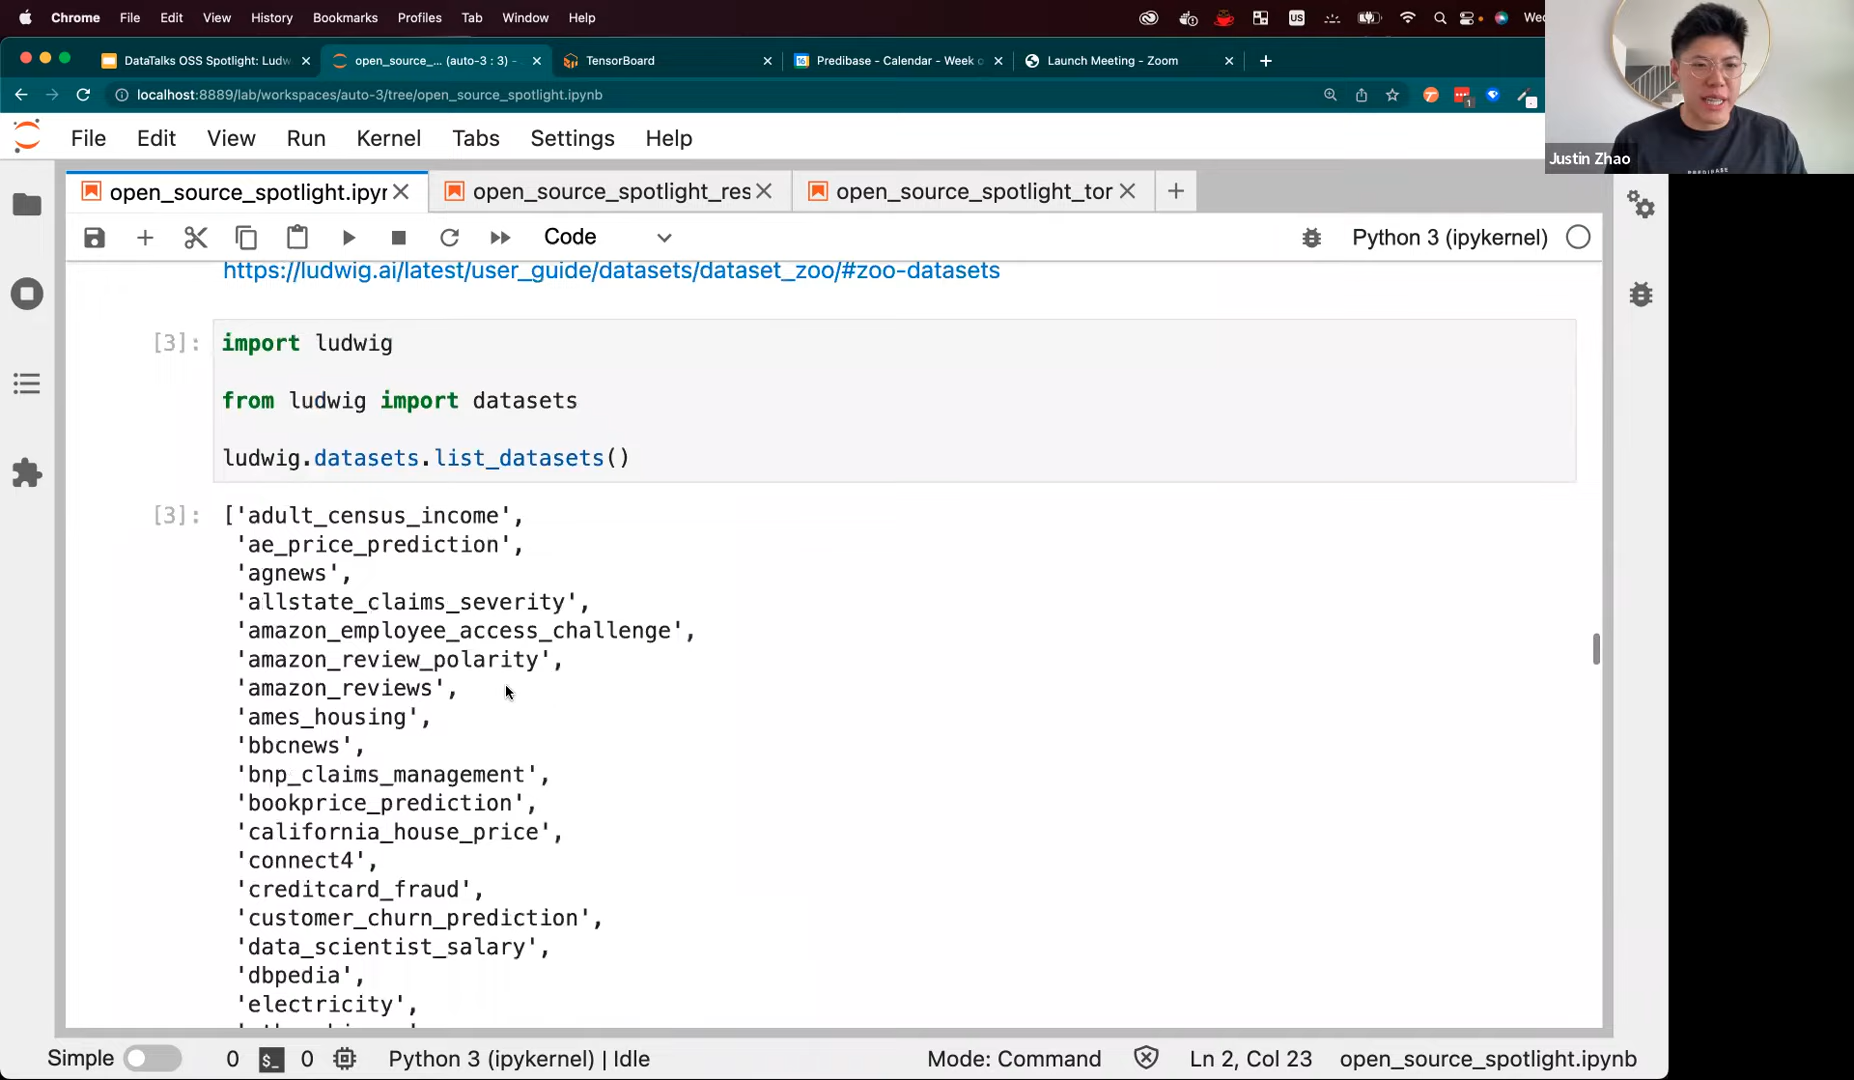 Chrome File Edit View History Bookmarks Profiles Tab Window Help US Wed
DataTalks OSS Spotlight: Ludw open_source_... (auto-3 : 3) - TensorBoard Predibase - Calendar - Week o Launch Meeting - Zoom
localhost:8889/lab/workspaces/auto-3/tree/open_source_spotlight.ipynb
File Edit View Run Kernel Tabs Settings Help
Justin Zhao
PREDIBASE
open_source_spotlight.ipyr open_source_spotlight_res open_source_spotlight_tor
Code Python 3 (ipykernel)
https://ludwig.ai/latest/user_guide/datasets/dataset_zoo/#zoo-datasets
[3]: import ludwig
from ludwig import datasets
ludwig.datasets.list_datasets()
[3]: ['adult_census_income',
'ae_price_prediction',
'agnews',
'allstate_claims_severity',
'amazon_employee_access_challenge',
'amazon_review_polarity',
'amazon_reviews',
'ames_housing',
'bbcnews',
'bnp_claims_management',
'bookprice_prediction',
'california_house_price',
'connect4',
'creditcard_fraud',
'customer_churn_prediction',
'data_scientist_salary',
'dbpedia',
'electricity',
Simple 0 0 Python 3 (ipykernel) | Idle Mode: Command Ln 2, Col 23 open_source_spotlight.ipynb